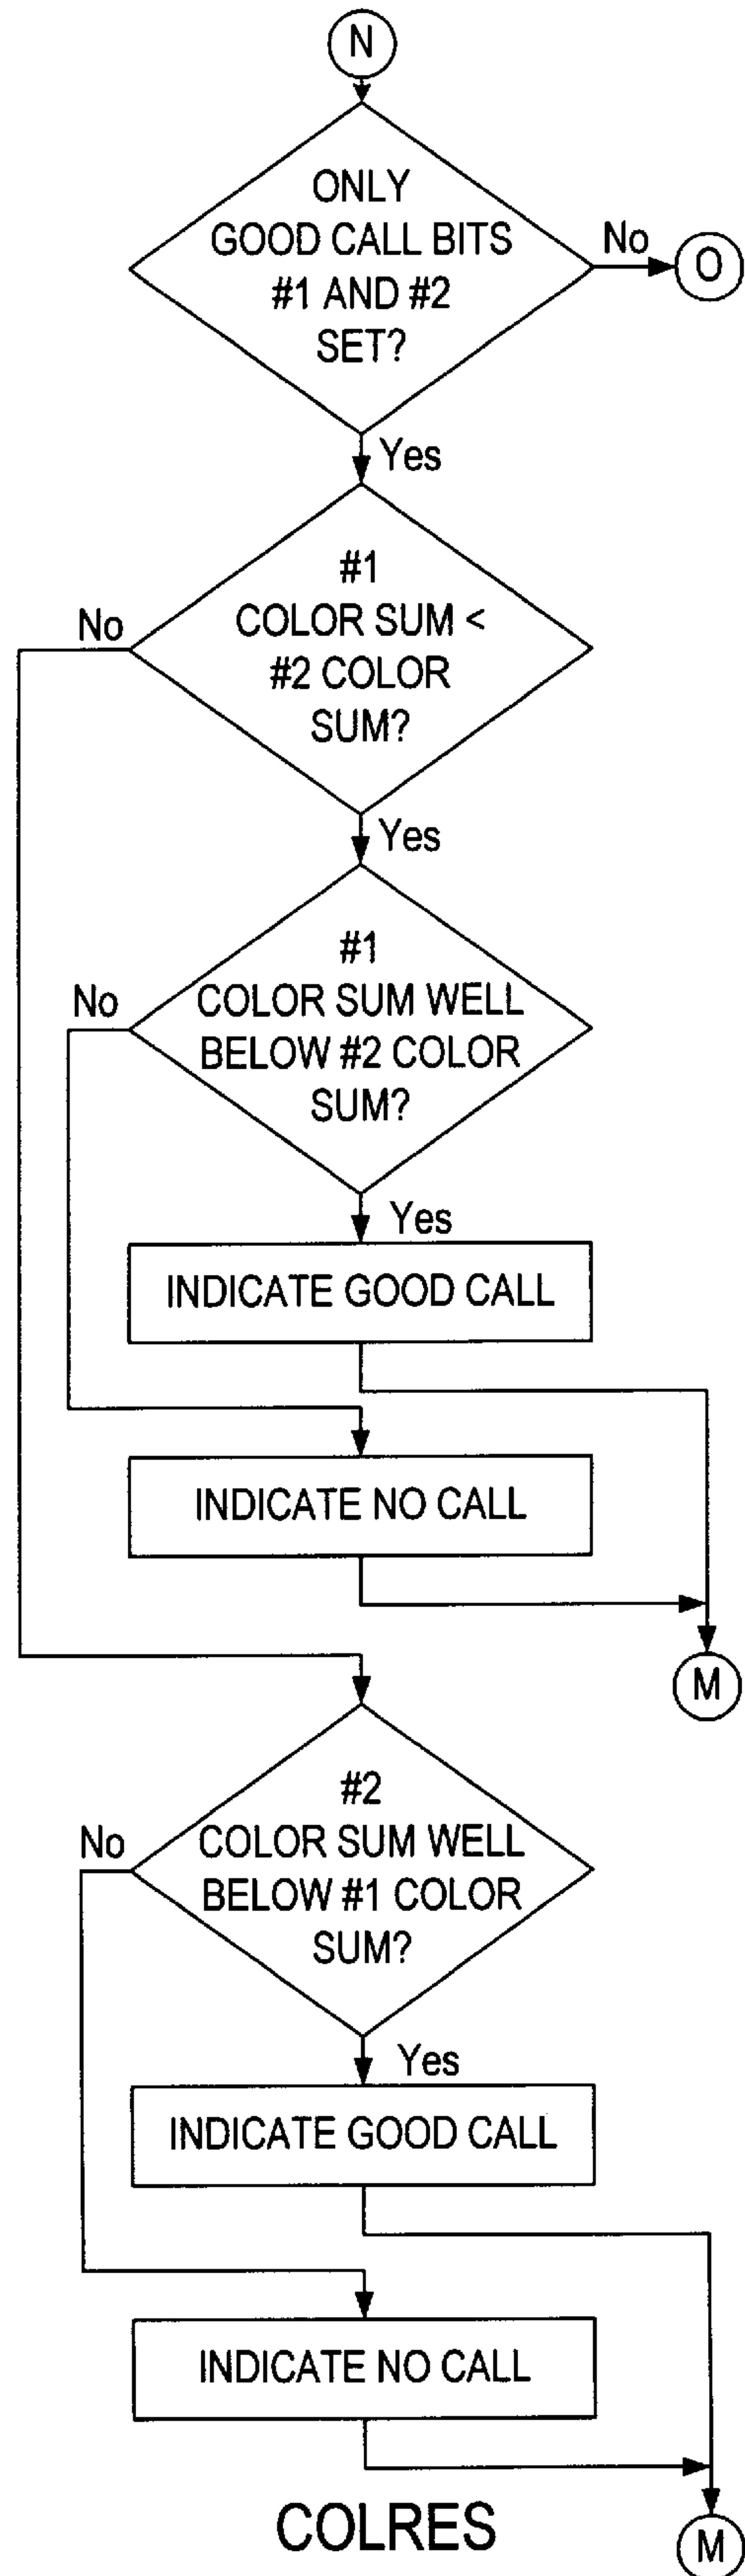 N
ONLY
GOOD CALL BITS
#1 AND #2
SET?
No
O
Yes
#1
COLOR SUM <
#2 COLOR
SUM?
No
Yes
#1
COLOR SUM WELL
BELOW #2 COLOR
SUM?
No
Yes
INDICATE GOOD CALL
INDICATE NO CALL
M
#2
COLOR SUM WELL
BELOW #1 COLOR
SUM?
No
Yes
INDICATE GOOD CALL
INDICATE NO CALL
COLRES
M